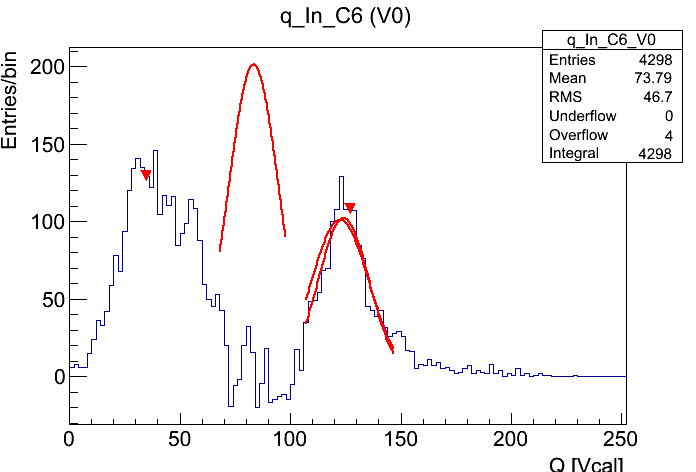 q_In_C6 (V0)
q_In_C6_V0
Entries 4298
Mean 73.79
RMS 46.7
Underflow 0
Overflow 4
Integral 4298
Entries/bin
200
150
100
50
0
0 50 100 150 200 250
Q [Vcal]